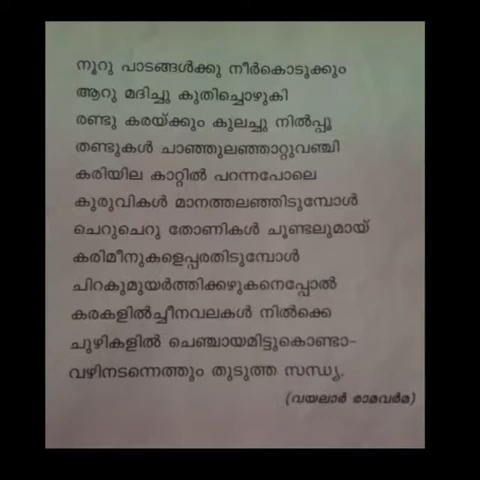 നൂറു പാടങ്ങൾക്കു നീർകൊടുക്കും
ആറു മദിച്ചു കുതിച്ചൊഴുകി
രണ്ടു കരയ്ക്കും കുലച്ചു നിൽപ്പൂ
തണ്ടുകൾ ചാഞ്ഞുലഞ്ഞാറ്റുവഞ്ചി
കരിയില കാറ്റിൽ പറന്നപോലെ
കുരുവികൾ മാനത്തലഞ്ഞിടുമ്പോൾ
ചെറുചെറു തോണികൾ ചൂണ്ടലുമായ്
കരിമീനുകളെപ്പരതിടുമ്പോൾ
ചിറകുമുയർത്തിക്കഴുകനെപ്പോൽ
കരകളിൽച്ചീനവലകൾ നിൽക്കെ
ചുഴികളിൽ ചെഞ്ചായമിട്ടുകൊണ്ടാ-
വഴിനടന്നെത്തും തുടുത്ത സന്ധ്യ.
(വയലാർ രാമവർമ)